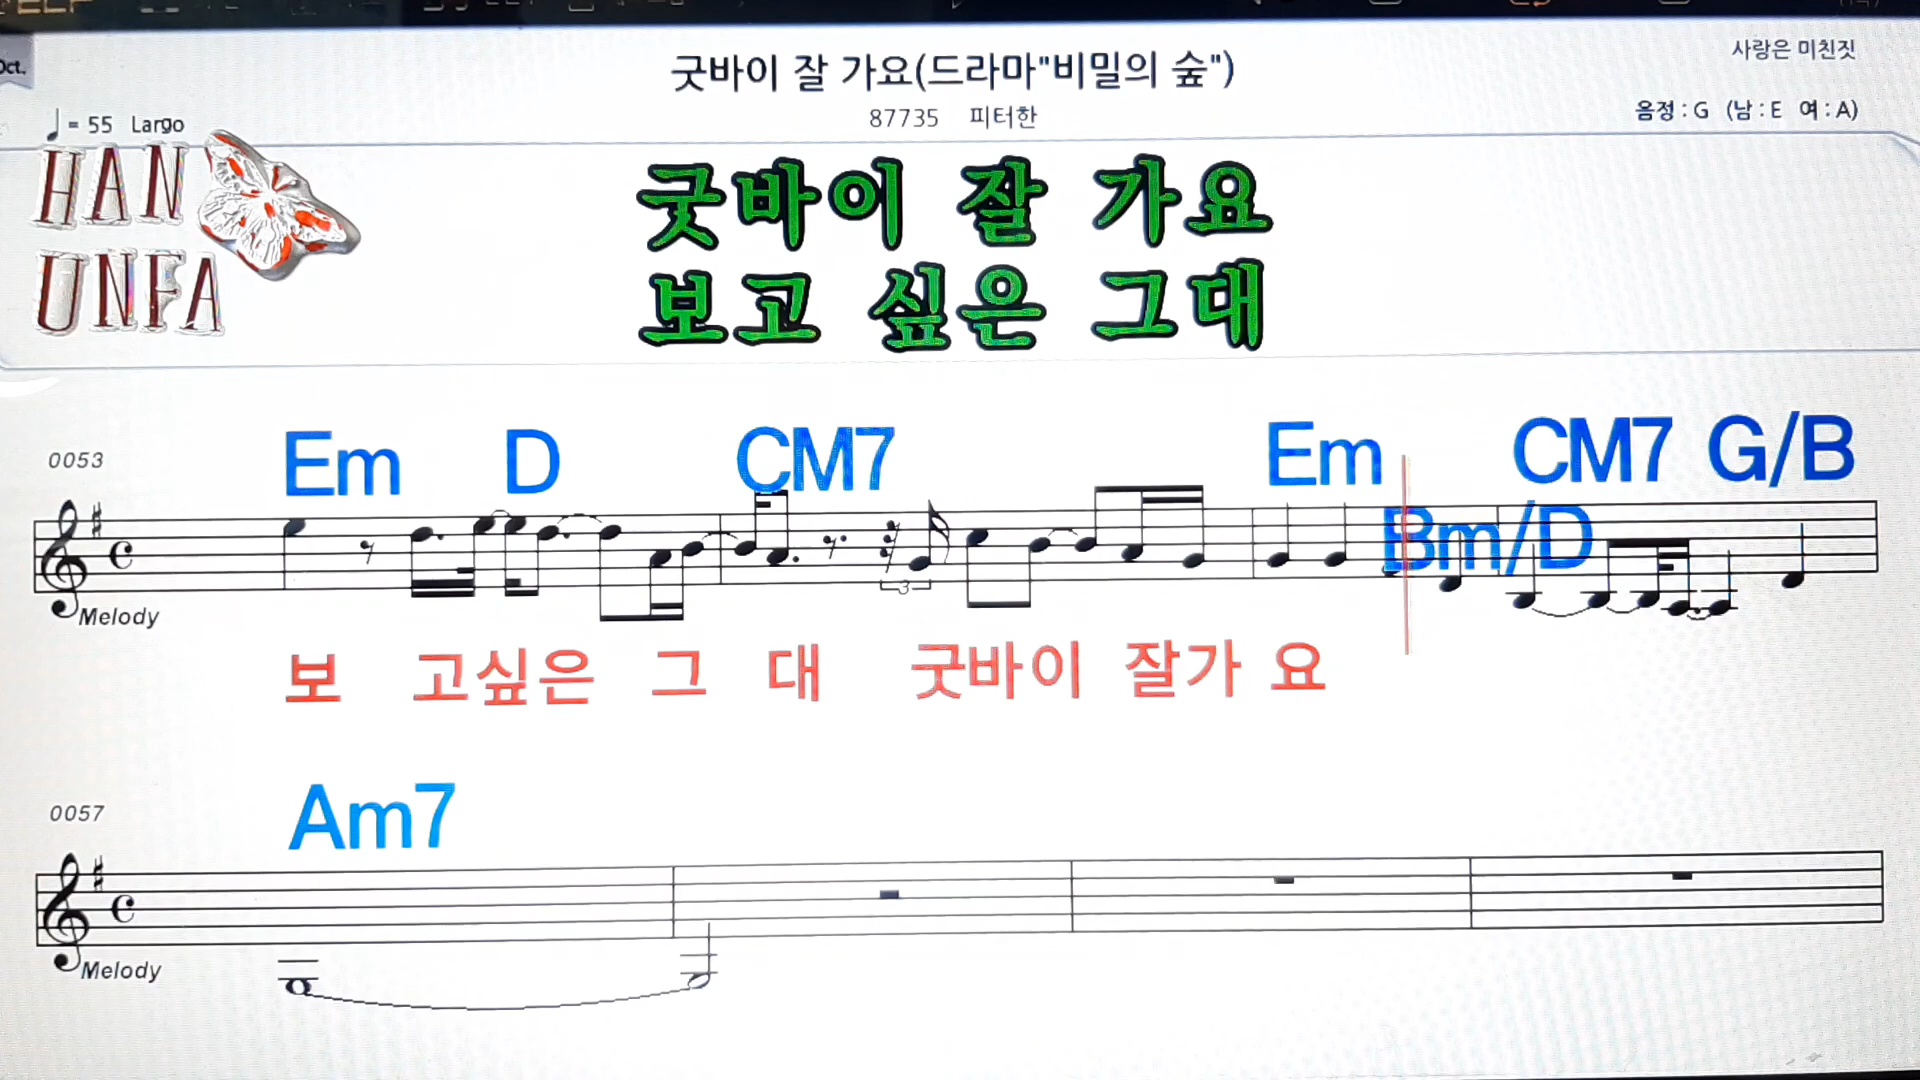 Oct.
굿바이 잘 가요(드라마"비밀의 숲")
사랑은 미친짓
87735 피터한
음정 : G (남 : E 여 : A)
♩ = 55 Largo
HAN
UNFA
굿바이 잘 가요
보고 싶은 그대
0053
Em D CM7 Em CM7 G/B
Bm/D
3
Melody
보 고싶은 그 대 굿바이 잘가 요
0057
Am7
Melody